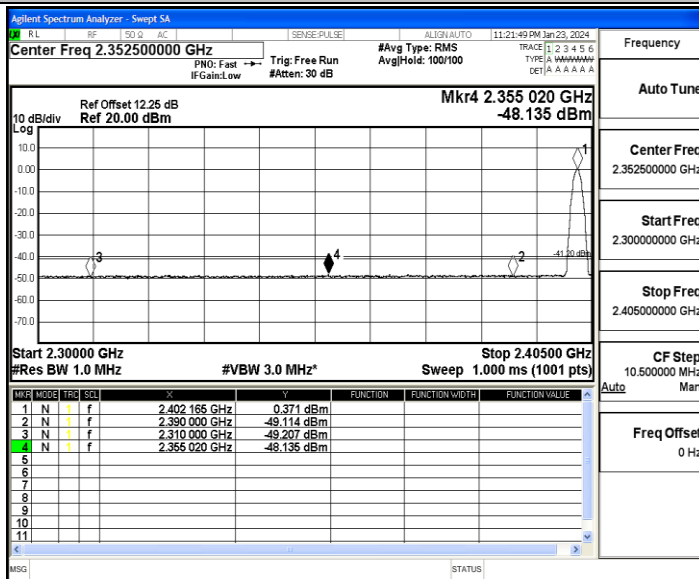 Agilent Spectrum Analyzer - Swept SA
LXI RL RF 50 Ω AC SENSE:PULSE ALIGN AUTO 11:21:49 PM Jan 23, 2024
Center Freq 2.352500000 GHz #Avg Type: RMS TRACE 1 2 3 4 5 6
PNO: Fast Trig: Free Run Avg|Hold: 100/100 TYPE A WWWWW
IFGain:Low #Atten: 30 dB DET A A A A A A
Frequency
Auto Tune
Center Freq
2.352500000 GHz
Start Freq
2.300000000 GHz
Stop Freq
2.405000000 GHz
CF Step
10.500000 MHz
Auto Man
Freq Offset
0 Hz
Mkr4 2.355 020 GHz
-48.135 dBm
Ref Offset 12.25 dB
10 dB/div Ref 20.00 dBm
Log
10.0
0.00
-10.0
-20.0
-30.0
-40.0
-50.0
-60.0
-70.0
1
2
3
4
-41.20 dBm
Start 2.30000 GHz Stop 2.40500 GHz
#Res BW 1.0 MHz #VBW 3.0 MHz* Sweep 1.000 ms (1001 pts)
MKR MODE TRC SCL X Y FUNCTION FUNCTION WIDTH FUNCTION VALUE
1 N 1 f 2.402 165 GHz 0.371 dBm
2 N 1 f 2.390 000 GHz -49.114 dBm
3 N 1 f 2.310 000 GHz -49.207 dBm
4 N 1 f 2.355 020 GHz -48.135 dBm
5
6
7
8
9
10
11
MSG STATUS